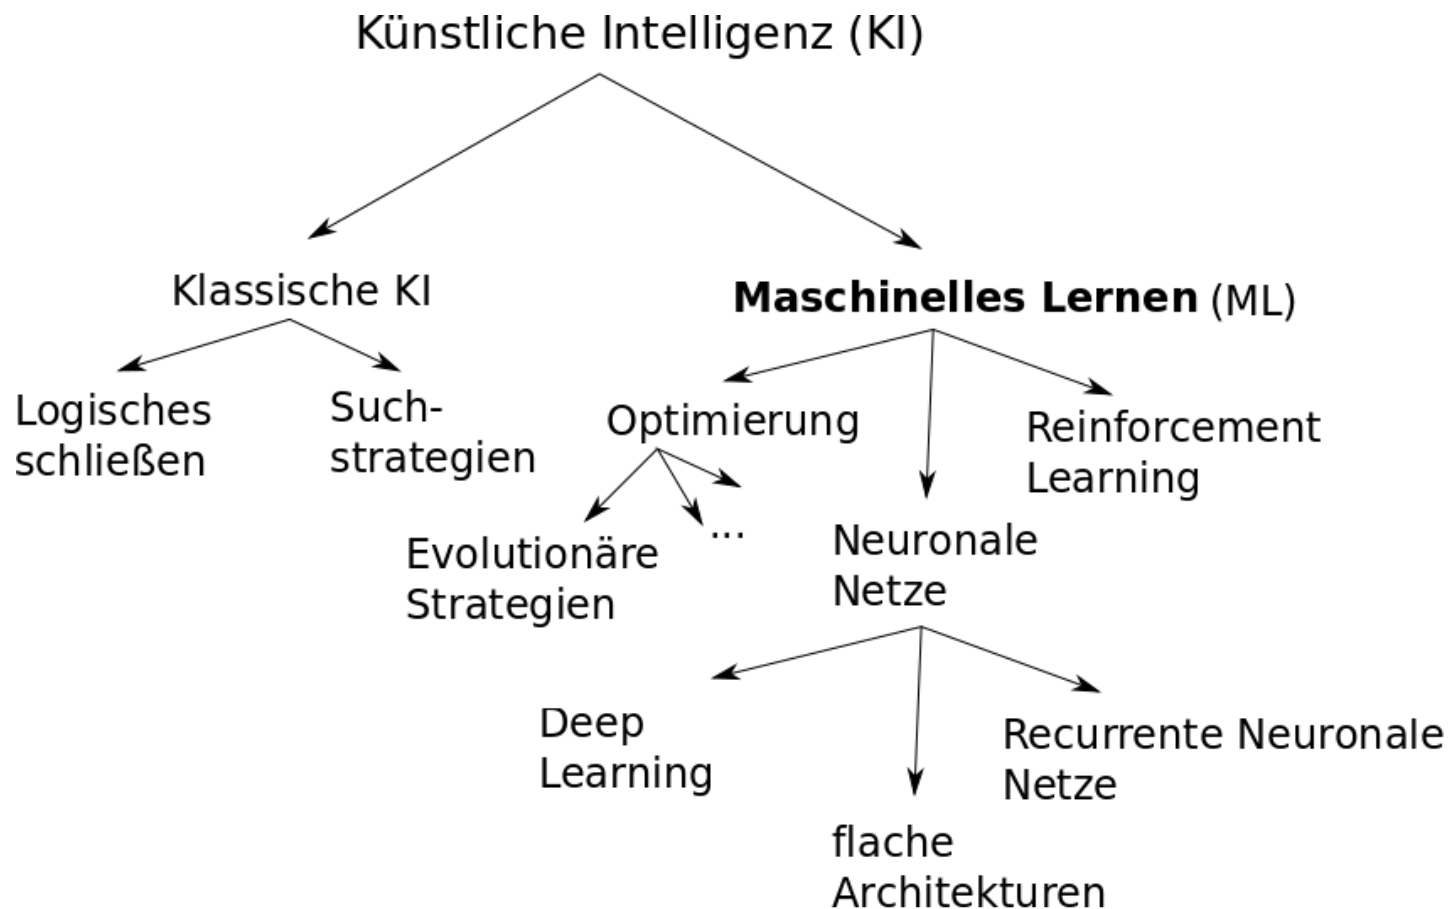 Künstliche Intelligenz (KI)
Klassische KI
Maschinelles Lernen (ML)
Logisches
schließen
Such-
strategien
Optimierung
Reinforcement
Learning
Evolutionäre
Strategien
...
Neuronale
Netze
Deep
Learning
Recurrente Neuronale
Netze
flache
Architekturen